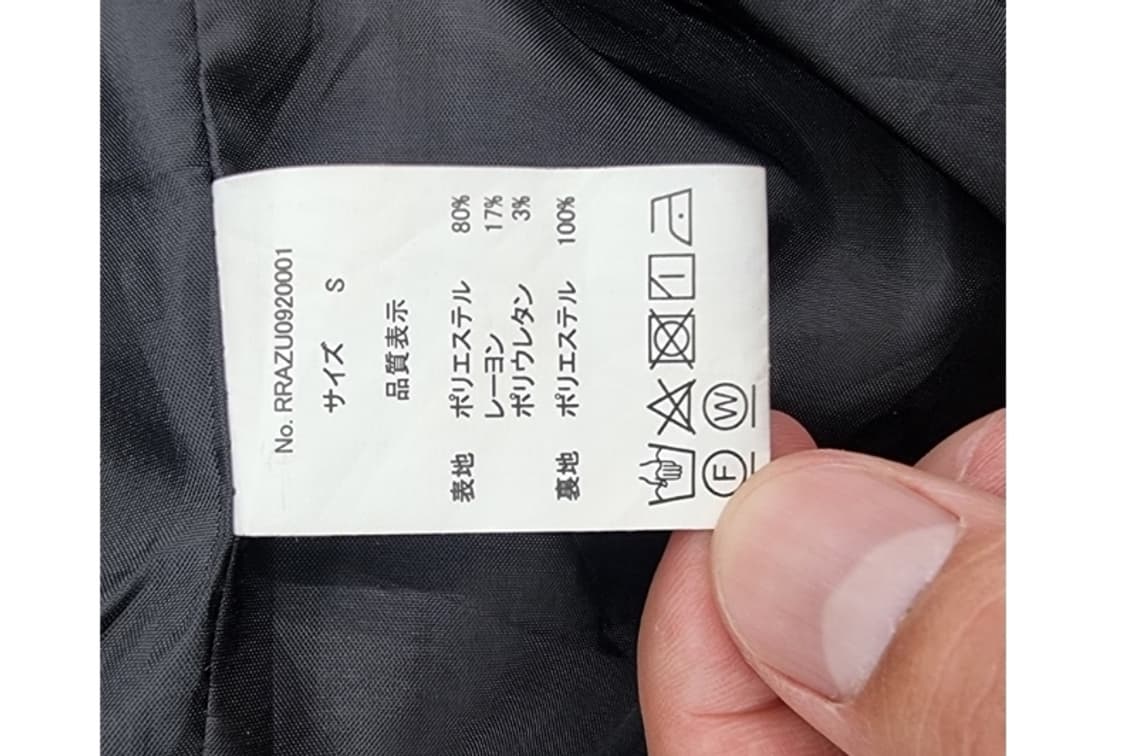 No. RRAZU0920001
サイズ S
品質表示
表地 ポリエステル 80%
レーヨン 17%
ポリウレタン 3%
裏地 ポリエステル 100%
F W